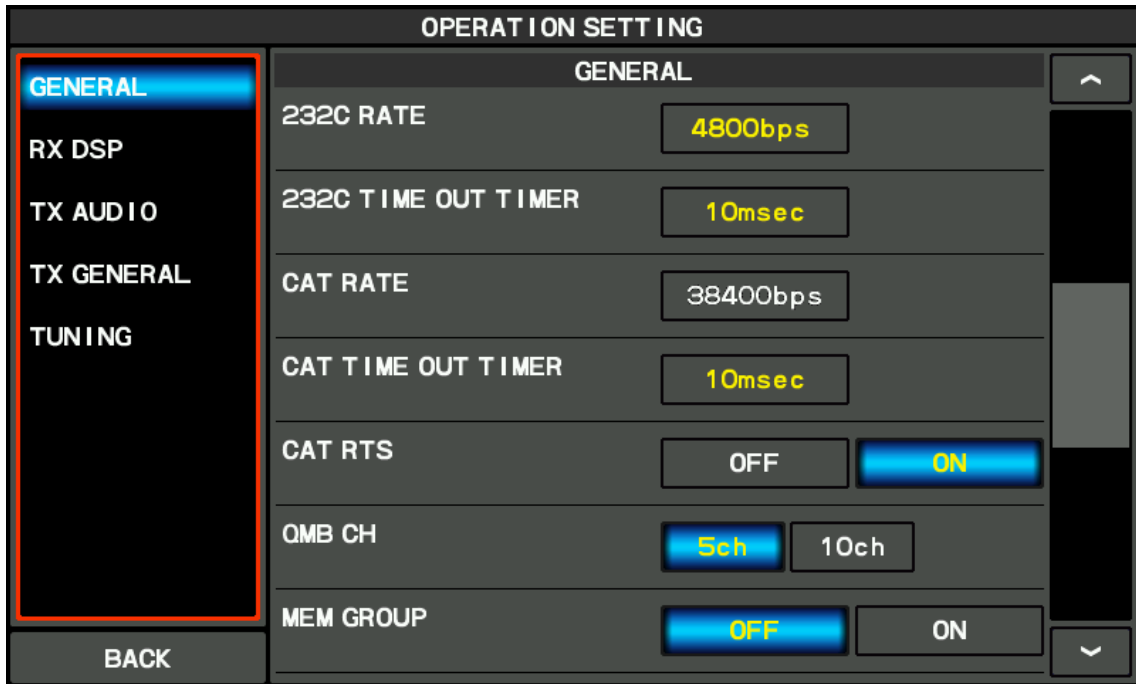 OPERATION SETTING
GENERAL
RX DSP
TX AUDIO
TX GENERAL
TUNING
BACK
GENERAL
232C RATE 4800bps
232C TIME OUT TIMER 10msec
CAT RATE 38400bps
CAT TIME OUT TIMER 10msec
CAT RTS OFF ON
QMB CH 5ch 10ch
MEM GROUP OFF ON